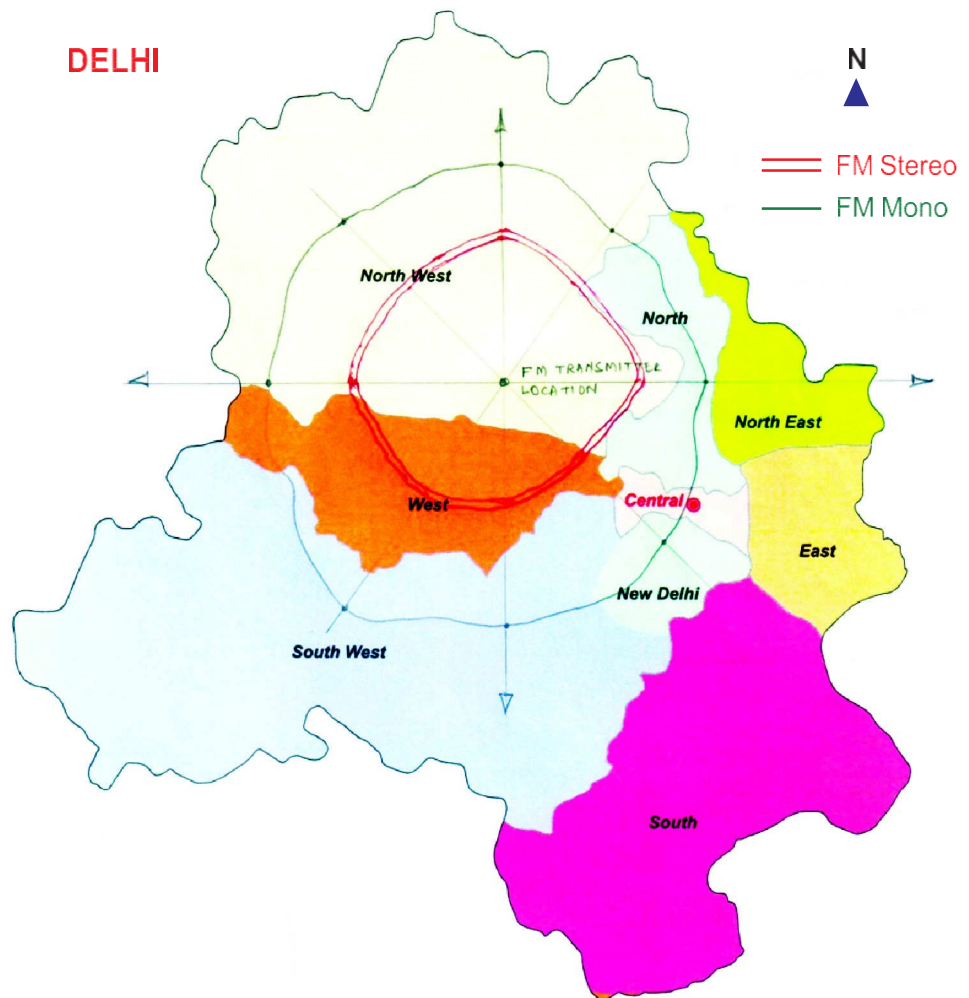 DELHI
N
FM Stereo
FM Mono
North West
North
FM TRANSMITTER
LOCATION
North East
West
Central
East
New Delhi
South West
South